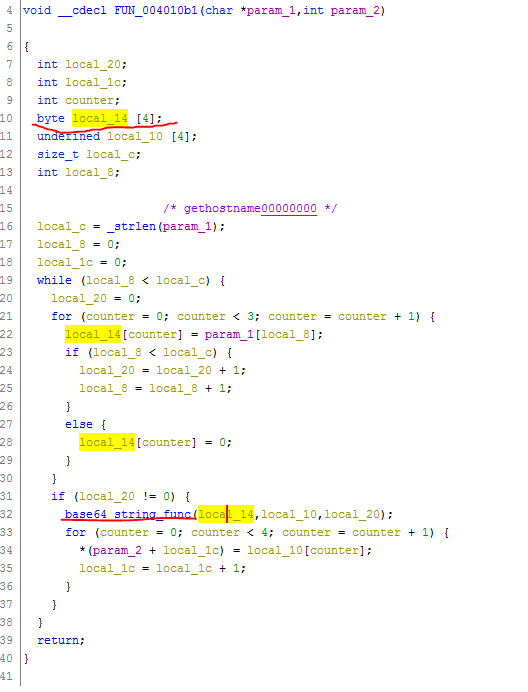 4 void __cdecl FUN_004010b1(char *param_1,int param_2)
5
6 {
7 int local_20;
8 int local_1c;
9 int counter;
10 byte local_14 [4];
11 undefined local_10 [4];
12 size_t local_c;
13 int local_8;
14
15 /* gethostname00000000 */
16 local_c = _strlen(param_1);
17 local_8 = 0;
18 local_1c = 0;
19 while (local_8 < local_c) {
20 local_20 = 0;
21 for (counter = 0; counter < 3; counter = counter + 1) {
22 local_14[counter] = param_1[local_8];
23 if (local_8 < local_c) {
24 local_20 = local_20 + 1;
25 local_8 = local_8 + 1;
26 }
27 else {
28 local_14[counter] = 0;
29 }
30 }
31 if (local_20 != 0) {
32 base64_string_func(local_14,local_10,local_20);
33 for (counter = 0; counter < 4; counter = counter + 1) {
34 *(param_2 + local_1c) = local_10[counter];
35 local_1c = local_1c + 1;
36 }
37 }
38 }
39 return;
40 }
41